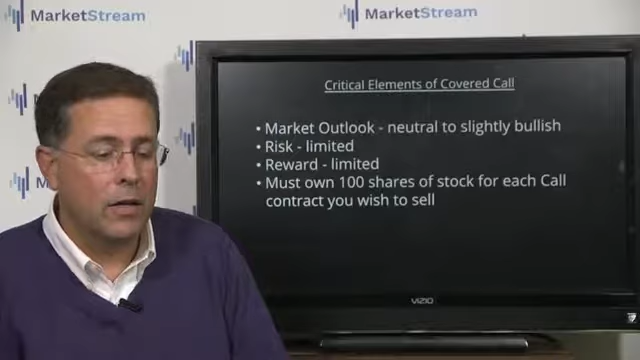 MarketStream
MarketStream
Critical Elements of Covered Call
• Market Outlook - neutral to slightly bullish
• Risk - limited
• Reward - limited
• Must own 100 shares of stock for each Call
contract you wish to sell
VIZIO